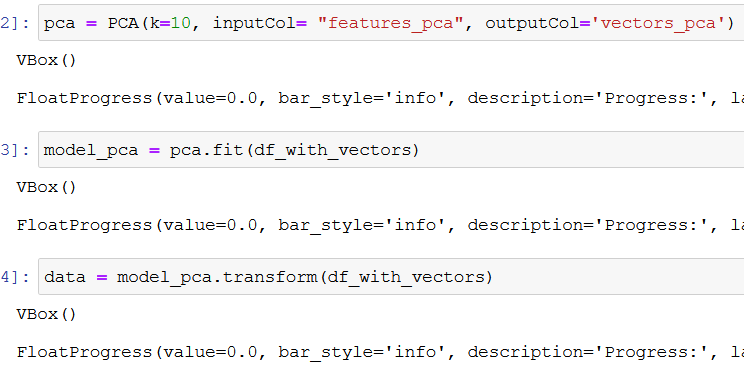 2]: pca = PCA(k=10, inputCol= "features_pca", outputCol='vectors_pca')
VBox()
FloatProgress(value=0.0, bar_style='info', description='Progress:', la
3]: model_pca = pca.fit(df_with_vectors)
VBox()
FloatProgress(value=0.0, bar_style='info', description='Progress:', la
4]: data = model_pca.transform(df_with_vectors)
VBox()
FloatProgress(value=0.0, bar_style='info', description='Progress:', la